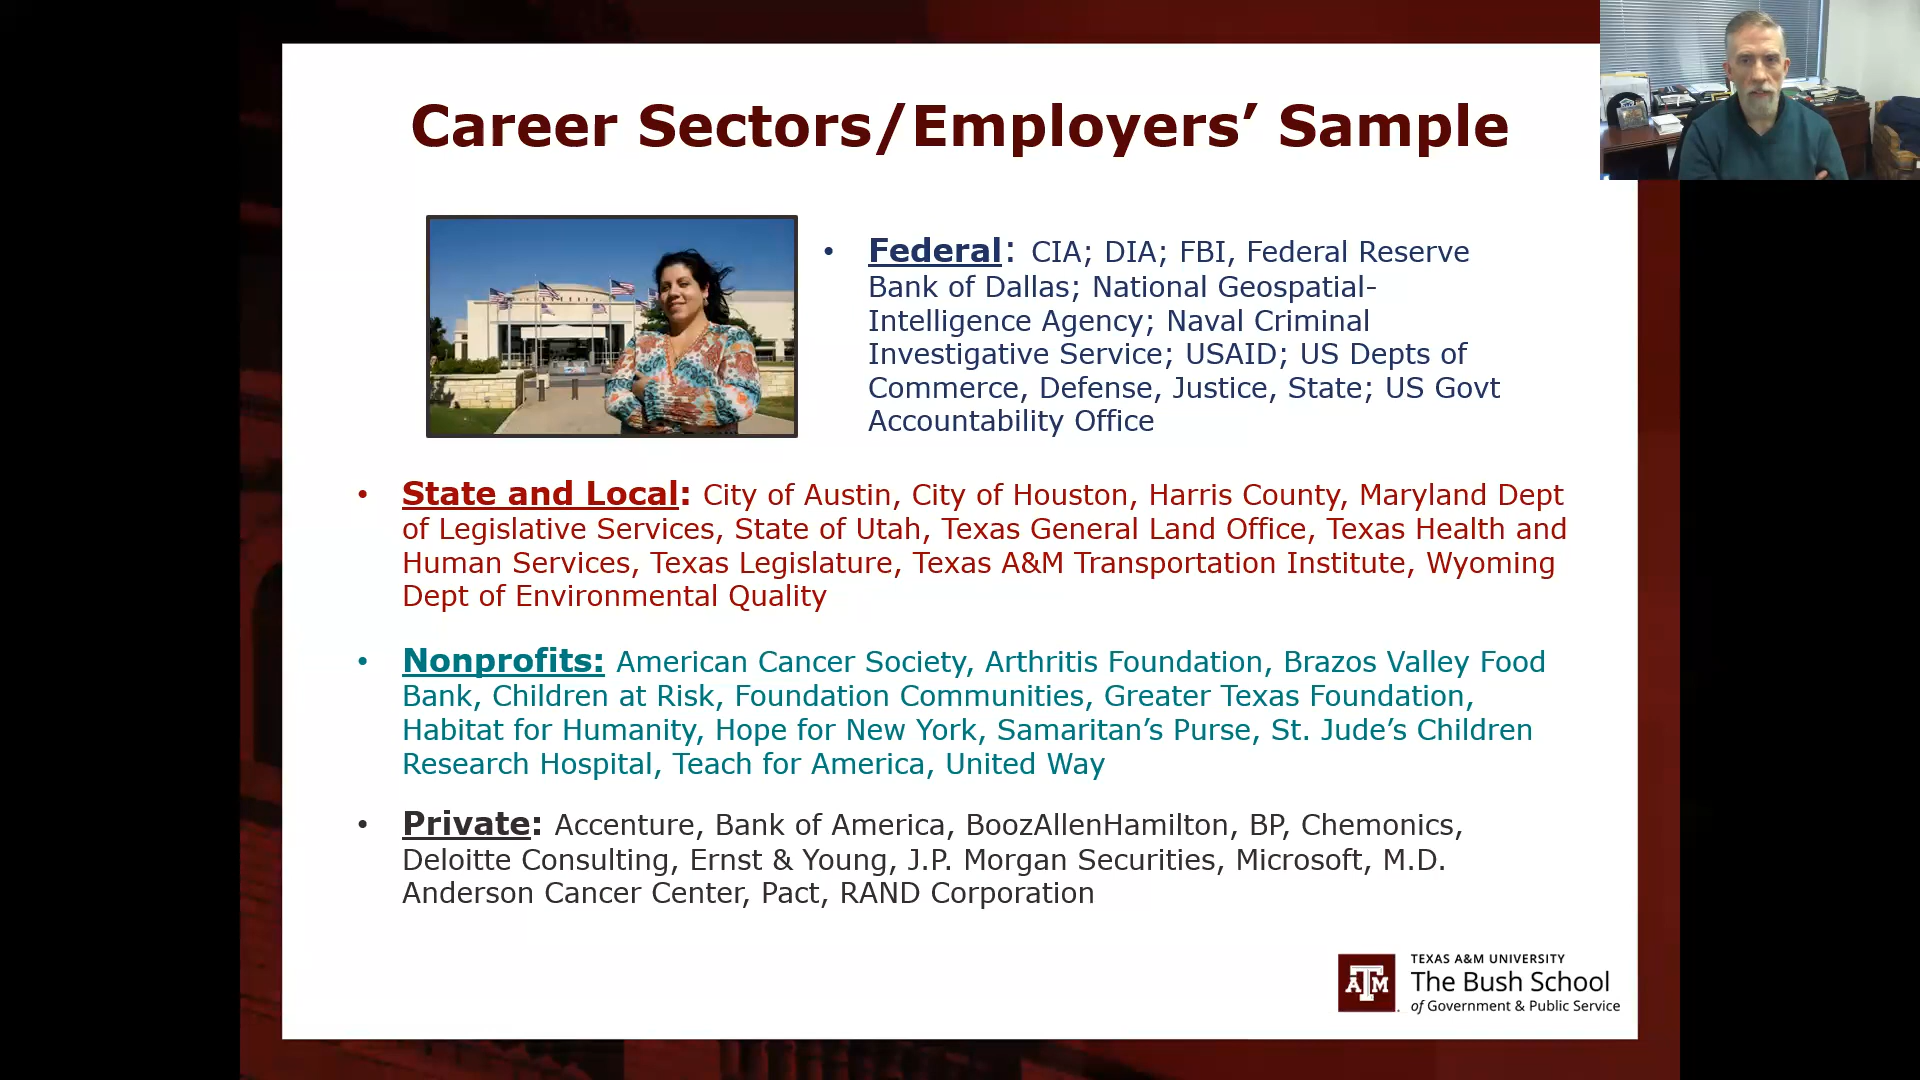 Career Sectors/Employers’ Sample
• Federal: CIA; DIA; FBI, Federal Reserve
Bank of Dallas; National Geospatial-
Intelligence Agency; Naval Criminal
Investigative Service; USAID; US Depts of
Commerce, Defense, Justice, State; US Govt
Accountability Office
• State and Local: City of Austin, City of Houston, Harris County, Maryland Dept
of Legislative Services, State of Utah, Texas General Land Office, Texas Health and
Human Services, Texas Legislature, Texas A&M Transportation Institute, Wyoming
Dept of Environmental Quality
• Nonprofits: American Cancer Society, Arthritis Foundation, Brazos Valley Food
Bank, Children at Risk, Foundation Communities, Greater Texas Foundation,
Habitat for Humanity, Hope for New York, Samaritan’s Purse, St. Jude’s Children
Research Hospital, Teach for America, United Way
• Private: Accenture, Bank of America, BoozAllenHamilton, BP, Chemonics,
Deloitte Consulting, Ernst & Young, J.P. Morgan Securities, Microsoft, M.D.
Anderson Cancer Center, Pact, RAND Corporation
ATM
TEXAS A&M UNIVERSITY
The Bush School
of Government & Public Service